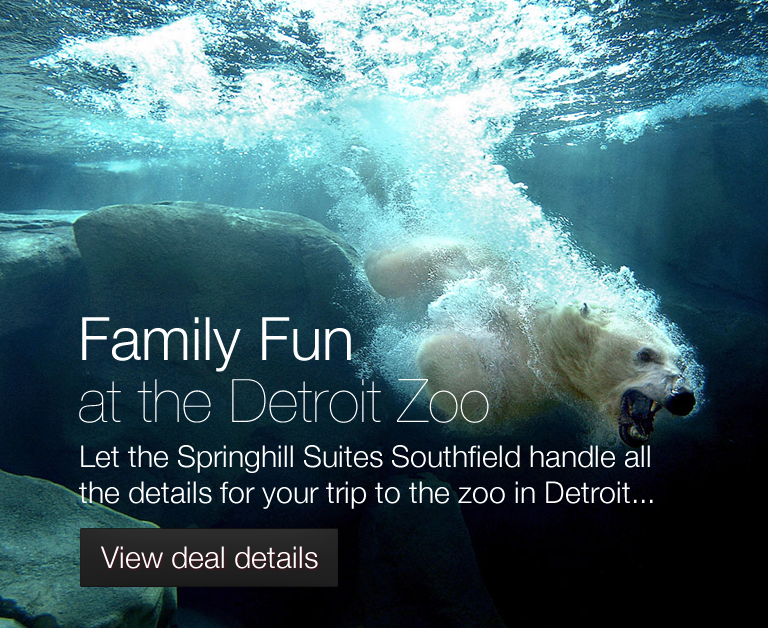 Family Fun
at the Detroit Zoo
Let the Springhill Suites Southfield handle all
the details for your trip to the zoo in Detroit...
View deal details